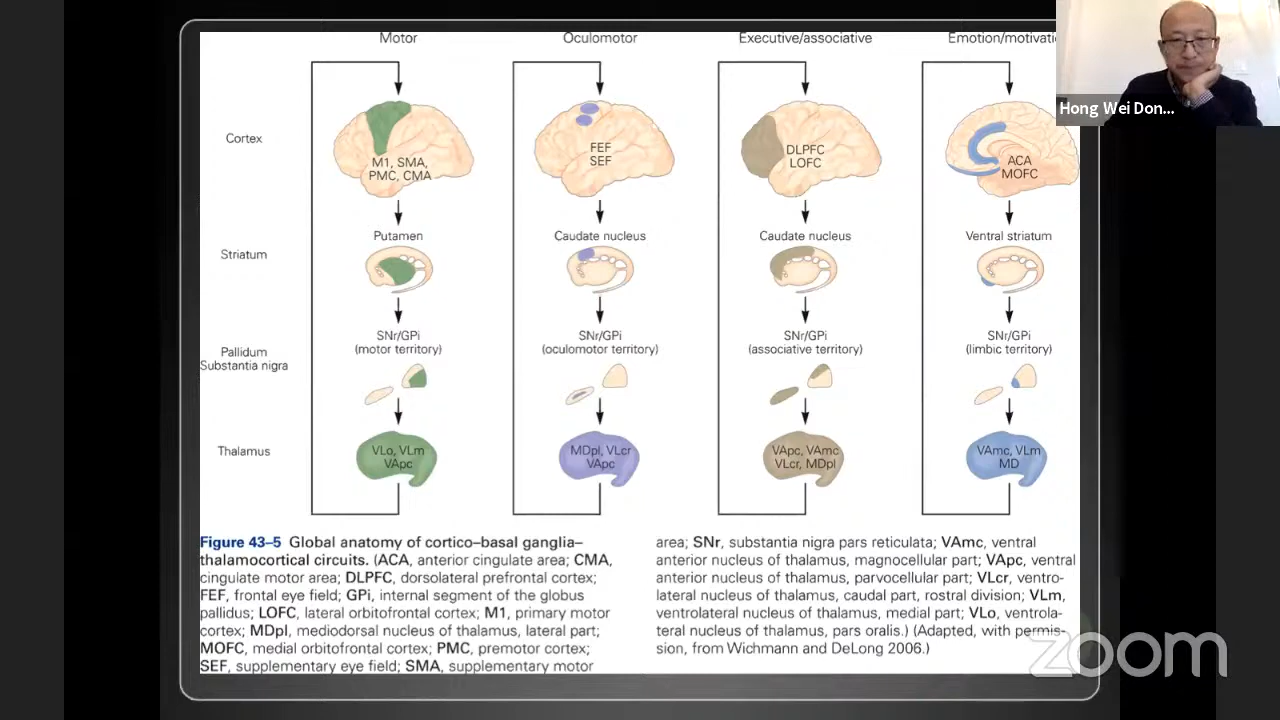 Motor
Oculomotor
Executive/associative
Emotion/motivati
Hong Wei Don...
Cortex
M1, SMA,
PMC, CMA
FEF
SEF
DLPFC
LOFC
ACA
MOFC
Striatum
Putamen
Caudate nucleus
Caudate nucleus
Ventral striatum
Pallidum
Substantia nigra
SNr/GPi
(motor territory)
SNr/GPi
(oculomotor territory)
SNr/GPi
(associative territory)
SNr/GPi
(limbic territory)
Thalamus
VLo, VLm
VApc
MDpl, VLcr
VApc
VApc, VAmc
VLcr, MDpl
VAmc, VLm
MD
Figure 43–5 Global anatomy of cortico–basal ganglia–
thalamocortical circuits. (ACA, anterior cingulate area; CMA,
cingulate motor area; DLPFC, dorsolateral prefrontal cortex;
FEF, frontal eye field; GPi, internal segment of the globus
pallidus; LOFC, lateral orbitofrontal cortex; M1, primary motor
cortex; MDpl, mediodorsal nucleus of thalamus, lateral part;
MOFC, medial orbitofrontal cortex; PMC, premotor cortex;
SEF, supplementary eye field; SMA, supplementary motor
area; SNr, substantia nigra pars reticulata; VAmc, ventral
anterior nucleus of thalamus, magnocellular part; VApc, ventral
anterior nucleus of thalamus, parvocellular part; VLcr, ventro-
lateral nucleus of thalamus, caudal part, rostral division; VLm,
ventrolateral nucleus of thalamus, medial part; VLo, ventrola-
teral nucleus of thalamus, pars oralis.) (Adapted, with permis-
sion, from Wichmann and DeLong 2006.)
zoom